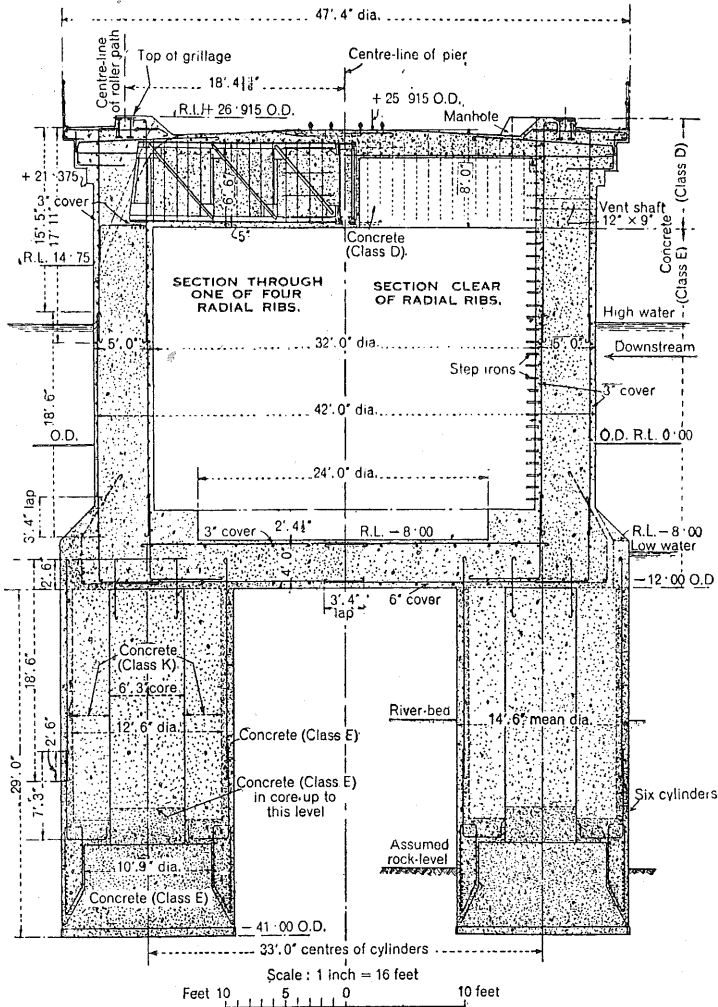 47'. 4" dia.
Centre-line
of roller path
Top of grillage
Centre-line of pier
18'. 4 13/16"
R.L. + 26·915 O.D.
+ 25 915 O.D.
Manhole
+ 21·375
3" cover
15'. 5"
17'. 11"
6'. 6"
8'. 0"
5"
Concrete
(Class D)
Vent shaft
12" × 9"
Concrete (Class D)
(Class E)
R.L. 14·75
SECTION THROUGH
ONE OF FOUR
RADIAL RIBS.
SECTION CLEAR
OF RADIAL RIBS.
High water
5'. 0"
32'. 0" dia.
5'. 0"
Downstream
Step irons
3" cover
18'. 6"
42'. 0" dia.
O.D.
O.D. R.L. 0·00
24'. 0" dia.
3'. 4" lap
3" cover
2'. 4½"
R.L. – 8·00
R.L. – 8·00
Low water
2'. 6"
4'. 0"
–12·00 O.D
3'. 4"
lap
6" cover
Concrete
(Class K)
6'. 3" core
12'. 6" dia.
18'. 6"
River-bed
14'. 6" mean dia.
29'. 0"
2'. 6"
Concrete (Class E)
7'. 3"
Concrete (Class E)
in core up to
this level
Six cylinders
Assumed
rock-level
10'. 9" dia.
Concrete (Class E)
– 41·00 O.D.
33'. 0" centres of cylinders
Scale : 1 inch = 16 feet
Feet 10 5 0 10 feet